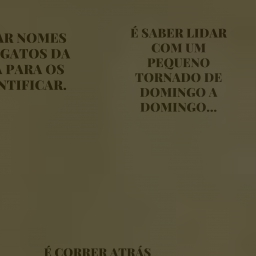 AR NOMES
GATOS DA
A PARA OS
NTIFICAR.
É SABER LIDAR
COM UM
PEQUENO
TORNADO DE
DOMINGO A
DOMINGO...
É CORRER ATRÁS